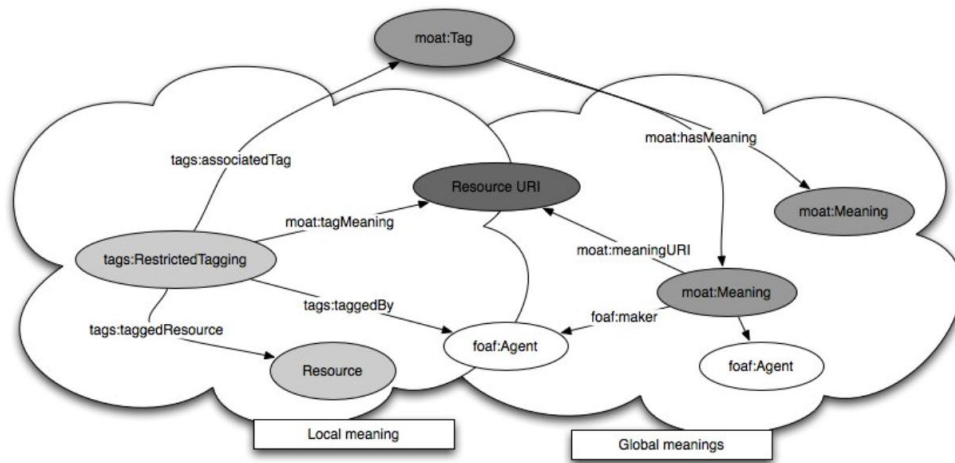 moat:Tag
moat:hasMeaning
tags:associatedTag
Resource URI
moat:Meaning
moat:tagMeaning
moat:meaningURI
tags:RestrictedTagging
moat:Meaning
tags:taggedBy
foaf:maker
tags:taggedResource
foaf:Agent
foaf:Agent
Resource
Local meaning
Global meanings